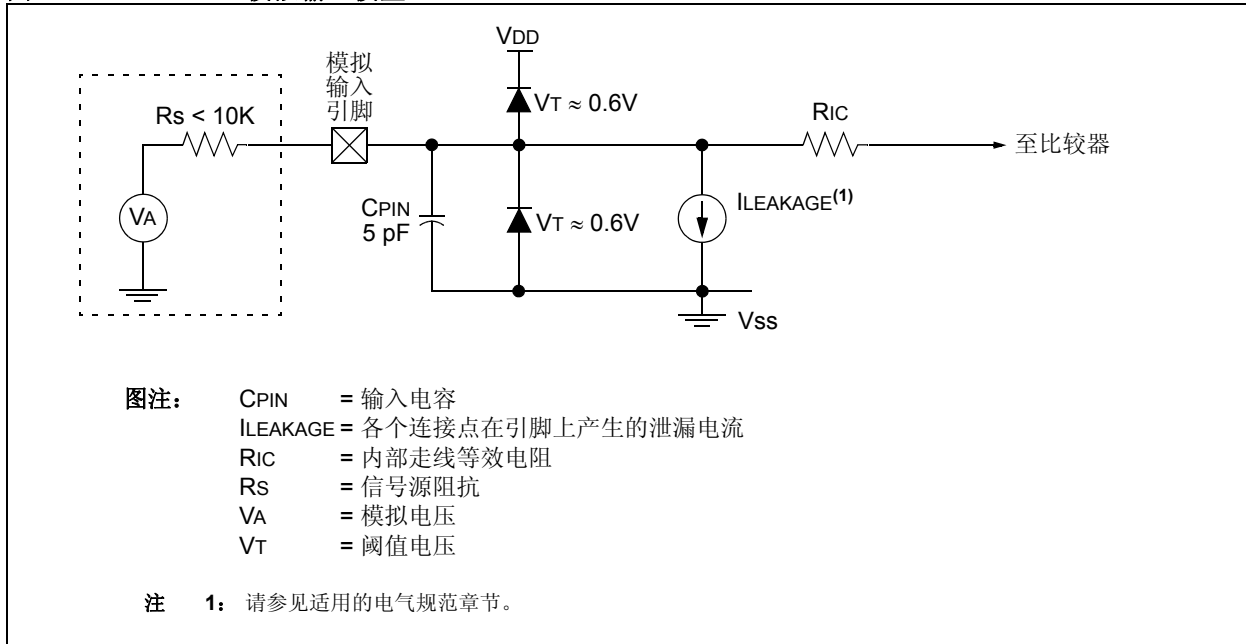 VDD
模拟
输入
引脚
Rs < 10K
VT ≈ 0.6V
RIC
至比较器
VA
CPIN
5 pF
VT ≈ 0.6V
ILEAKAGE(1)
Vss
图注： CPIN = 输入电容
ILEAKAGE = 各个连接点在引脚上产生的泄漏电流
RIC = 内部走线等效电阻
RS = 信号源阻抗
VA = 模拟电压
VT = 阈值电压
注 1： 请参见适用的电气规范章节。